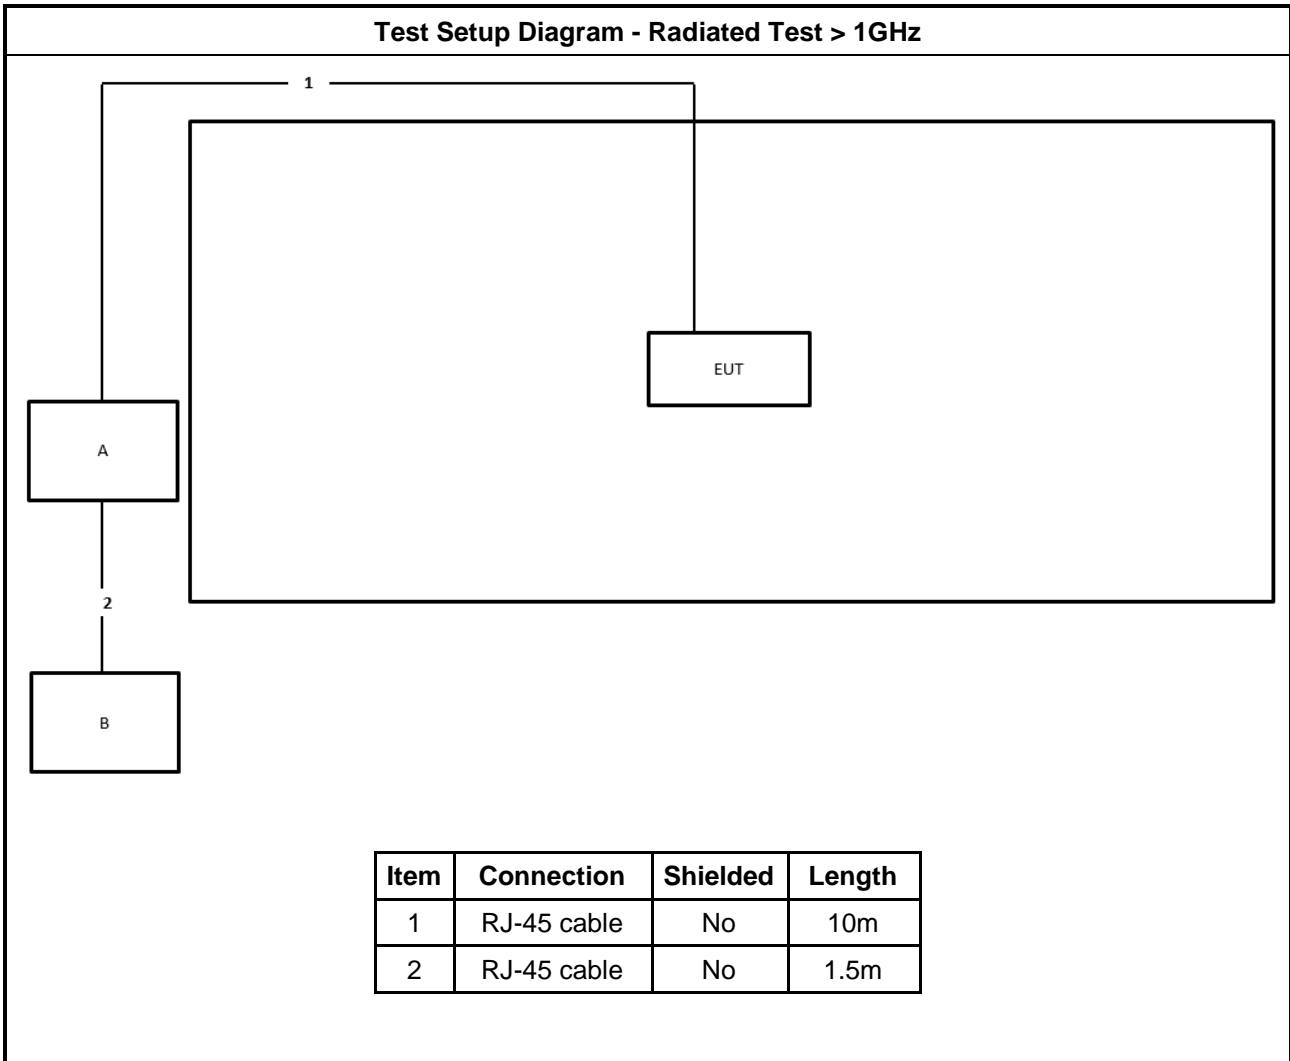 Test Setup Diagram - Radiated Test > 1GHz
1
EUT
A
2
B
Item Connection Shielded Length
1 RJ-45 cable No 10m
2 RJ-45 cable No 1.5m